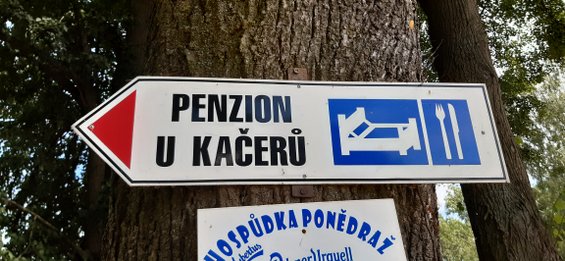 PENZION
U KAČERŮ
HOSPŮDKA PONĚDRAŽ